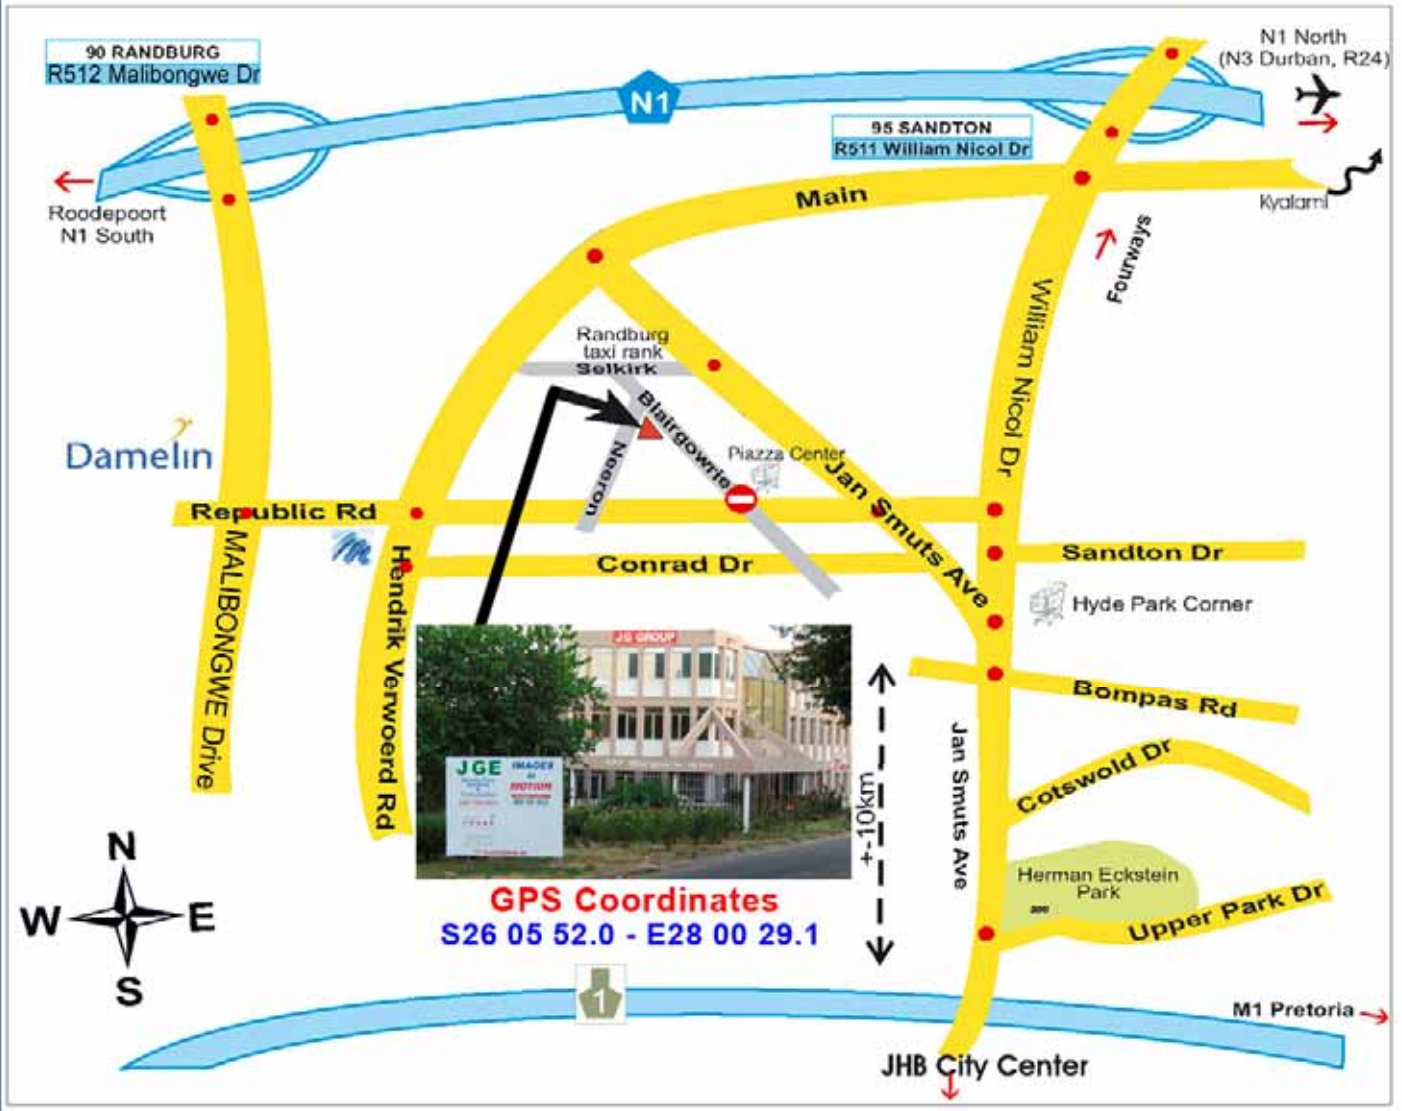 90 RANDBURG
R512 Malibongwe Dr
N1
N1 North
(N3 Durban, R24)
95 SANDTON
R511 William Nicol Dr
Roodepoort
N1 South
Main
Kyalami
Fourways
William Nicol Dr
Randburg
taxi rank
Selkirk
Blairgowrie
Neeron
Piazza Center
Damelin
Jan Smuts Ave
Republic Rd
MALIBONGWE Drive
Hendrik Verwoerd Rd
Conrad Dr
Sandton Dr
Hyde Park Corner
JG GROUP
JGE
IMAGES
MOTION
Bompas Rd
Jan Smuts Ave
+-10km
Cotswold Dr
Herman Eckstein
Park
zoo
Upper Park Dr
GPS Coordinates
S26 05 52.0 - E28 00 29.1
N
W E
S
1
M1 Pretoria
JHB City Center